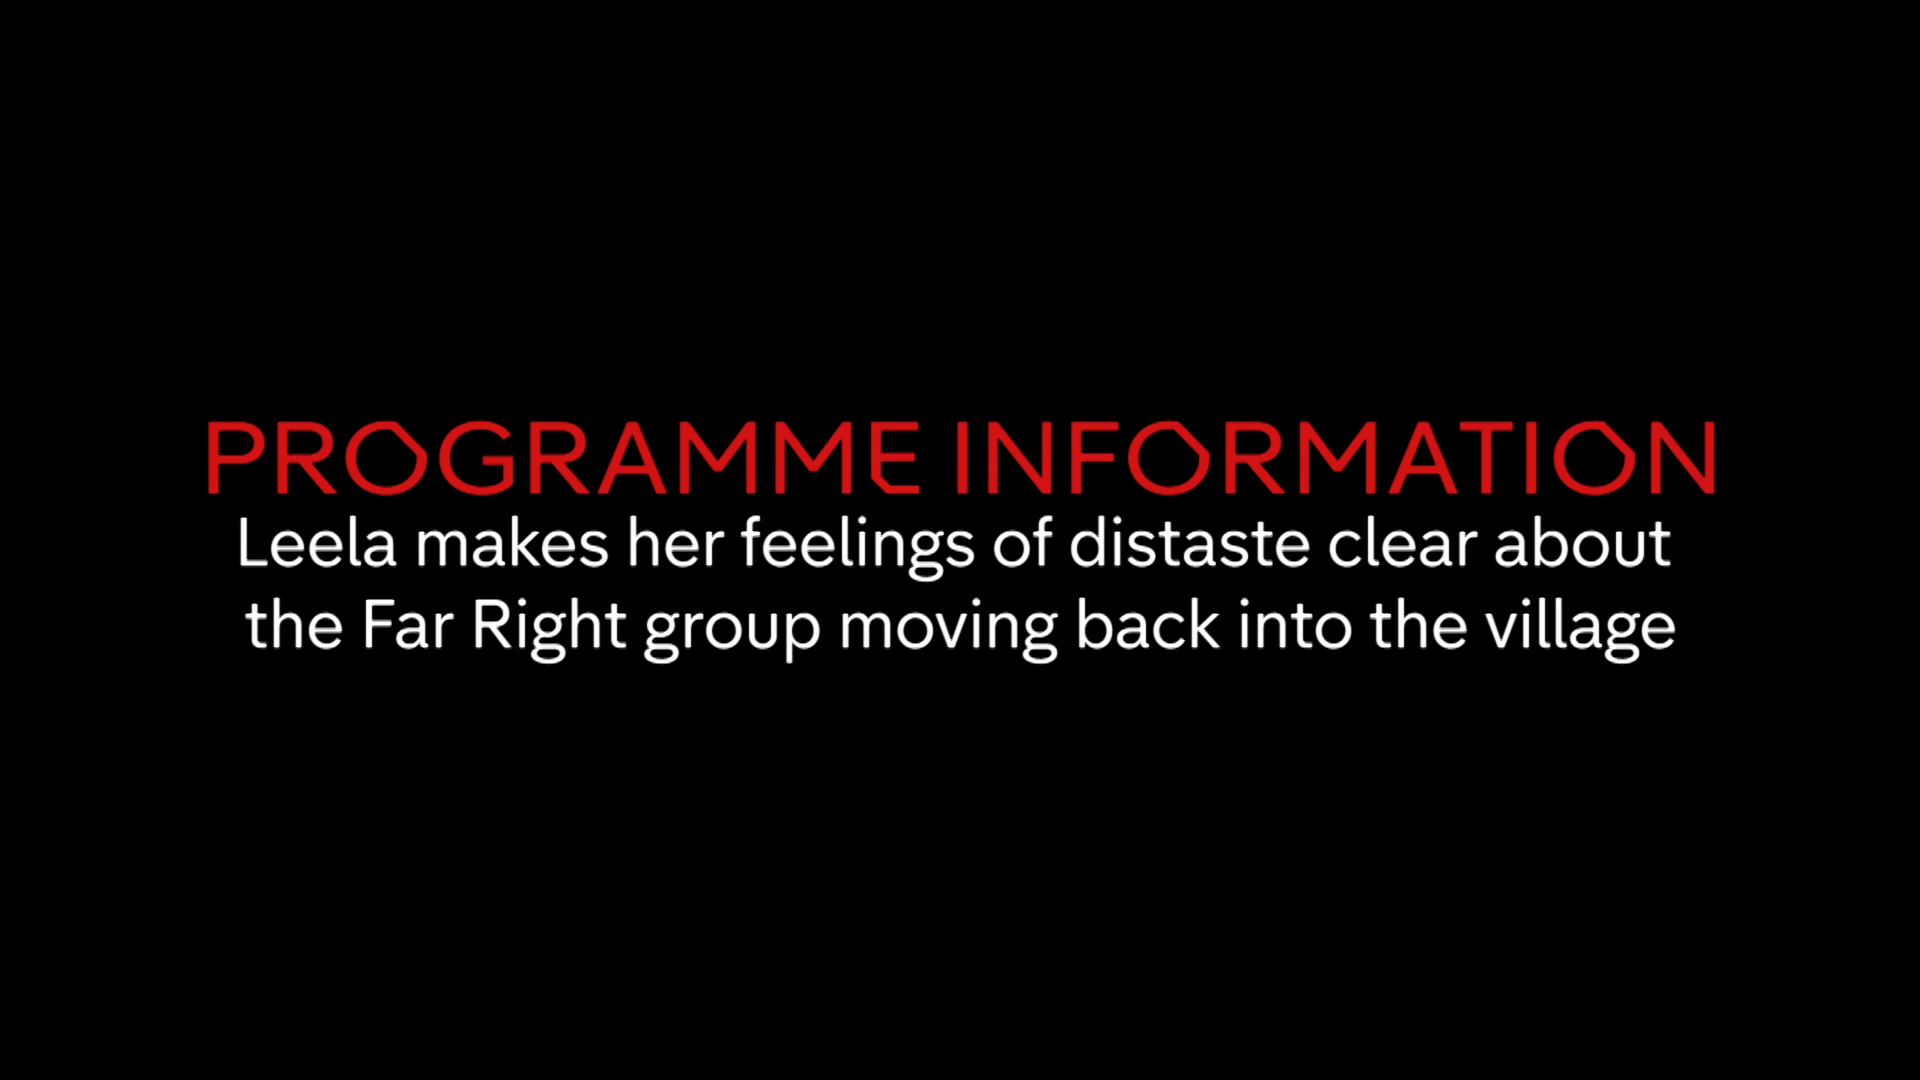 PROGRAMME INFORMATION
Leela makes her feelings of distaste clear about
the Far Right group moving back into the village